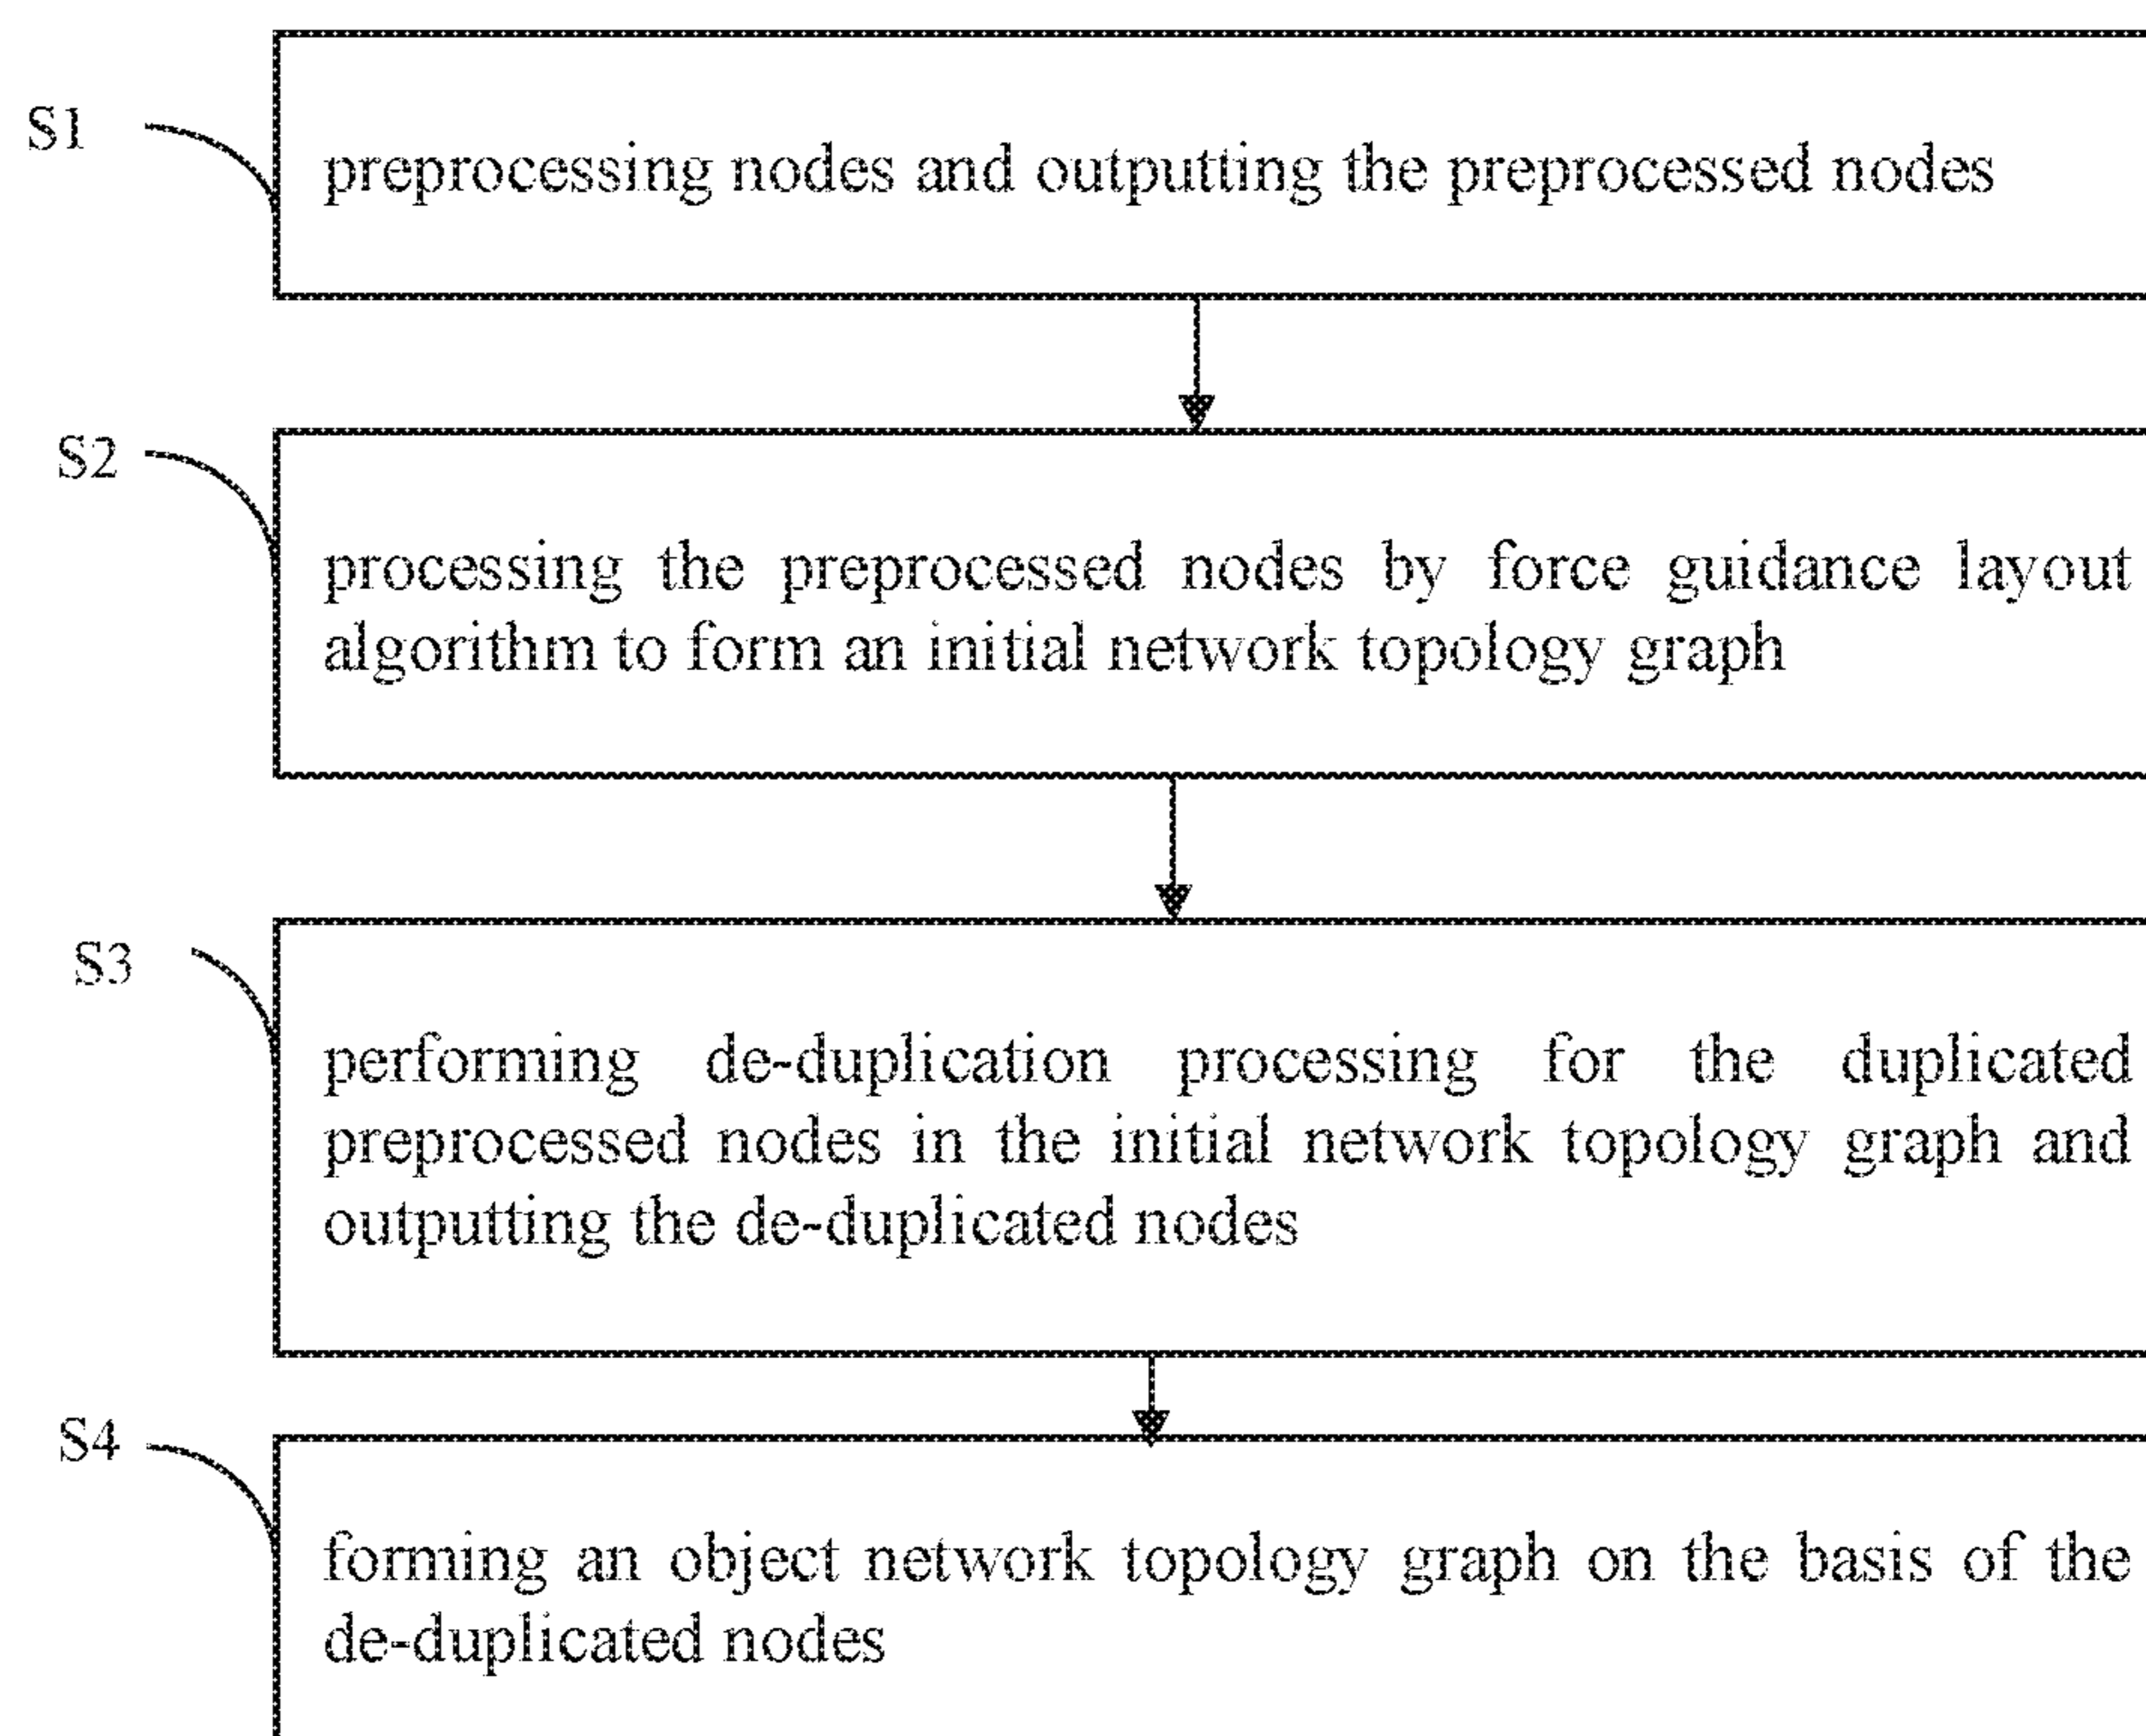 S1
preprocessing nodes and outputting the preprocessed nodes
S2
processing the preprocessed nodes by force guidance layout
algorithm to form an initial network topology graph
S3
performing de-duplication processing for the duplicated
preprocessed nodes in the initial network topology graph and
outputting the de-duplicated nodes
S4
forming an object network topology graph on the basis of the
de-duplicated nodes